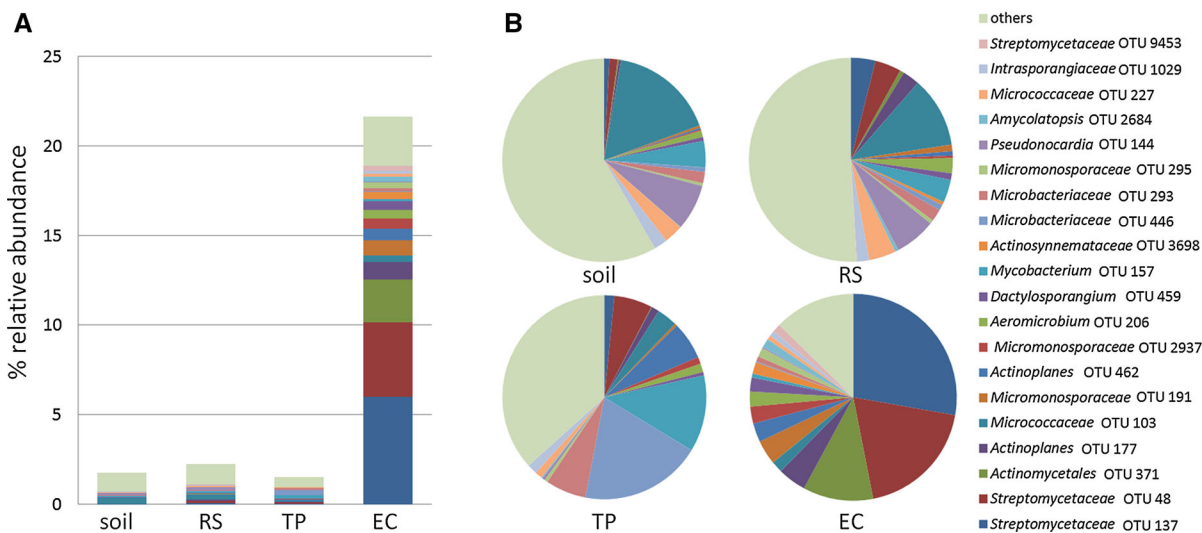 A
% relative abundance
25
20
15
10
5
0
soil
RS
TP
EC
B
soil
RS
TP
EC
others
Streptomycetaceae OTU 9453
Intrasporangiaceae OTU 1029
Micrococcaceae OTU 227
Amycolatopsis OTU 2684
Pseudonocardia OTU 144
Micromonosporaceae OTU 295
Microbacteriaceae OTU 293
Microbacteriaceae OTU 446
Actinosynnemataceae OTU 3698
Mycobacterium OTU 157
Dactylosporangium OTU 459
Aeromicrobium OTU 206
Micromonosporaceae OTU 2937
Actinoplanes OTU 462
Micromonosporaceae OTU 191
Micrococcaceae OTU 103
Actinoplanes OTU 177
Actinomycetales OTU 371
Streptomycetaceae OTU 48
Streptomycetaceae OTU 137